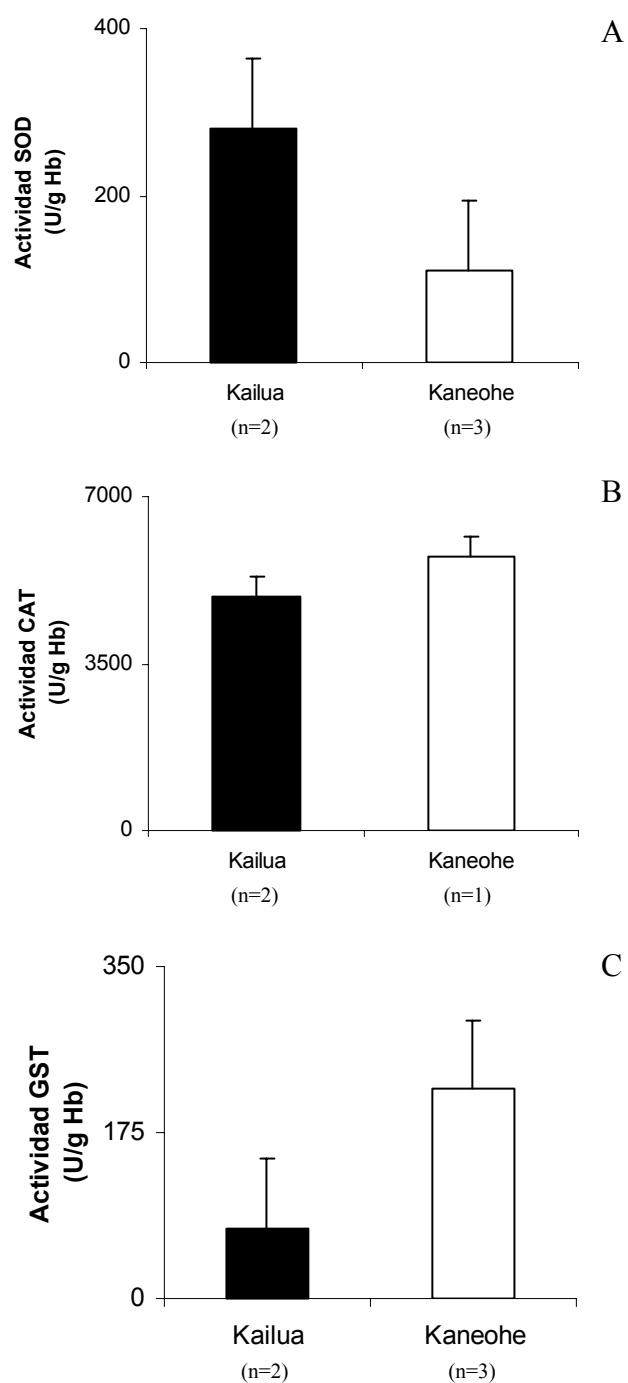 A
400
200
0
Actividad SOD
(U/g Hb)
Kailua Kaneohe
(n=2) (n=3)
B
7000
3500
0
Actividad CAT
(U/g Hb)
Kailua Kaneohe
(n=2) (n=1)
C
350
175
0
Actividad GST
(U/g Hb)
Kailua Kaneohe
(n=2) (n=3)